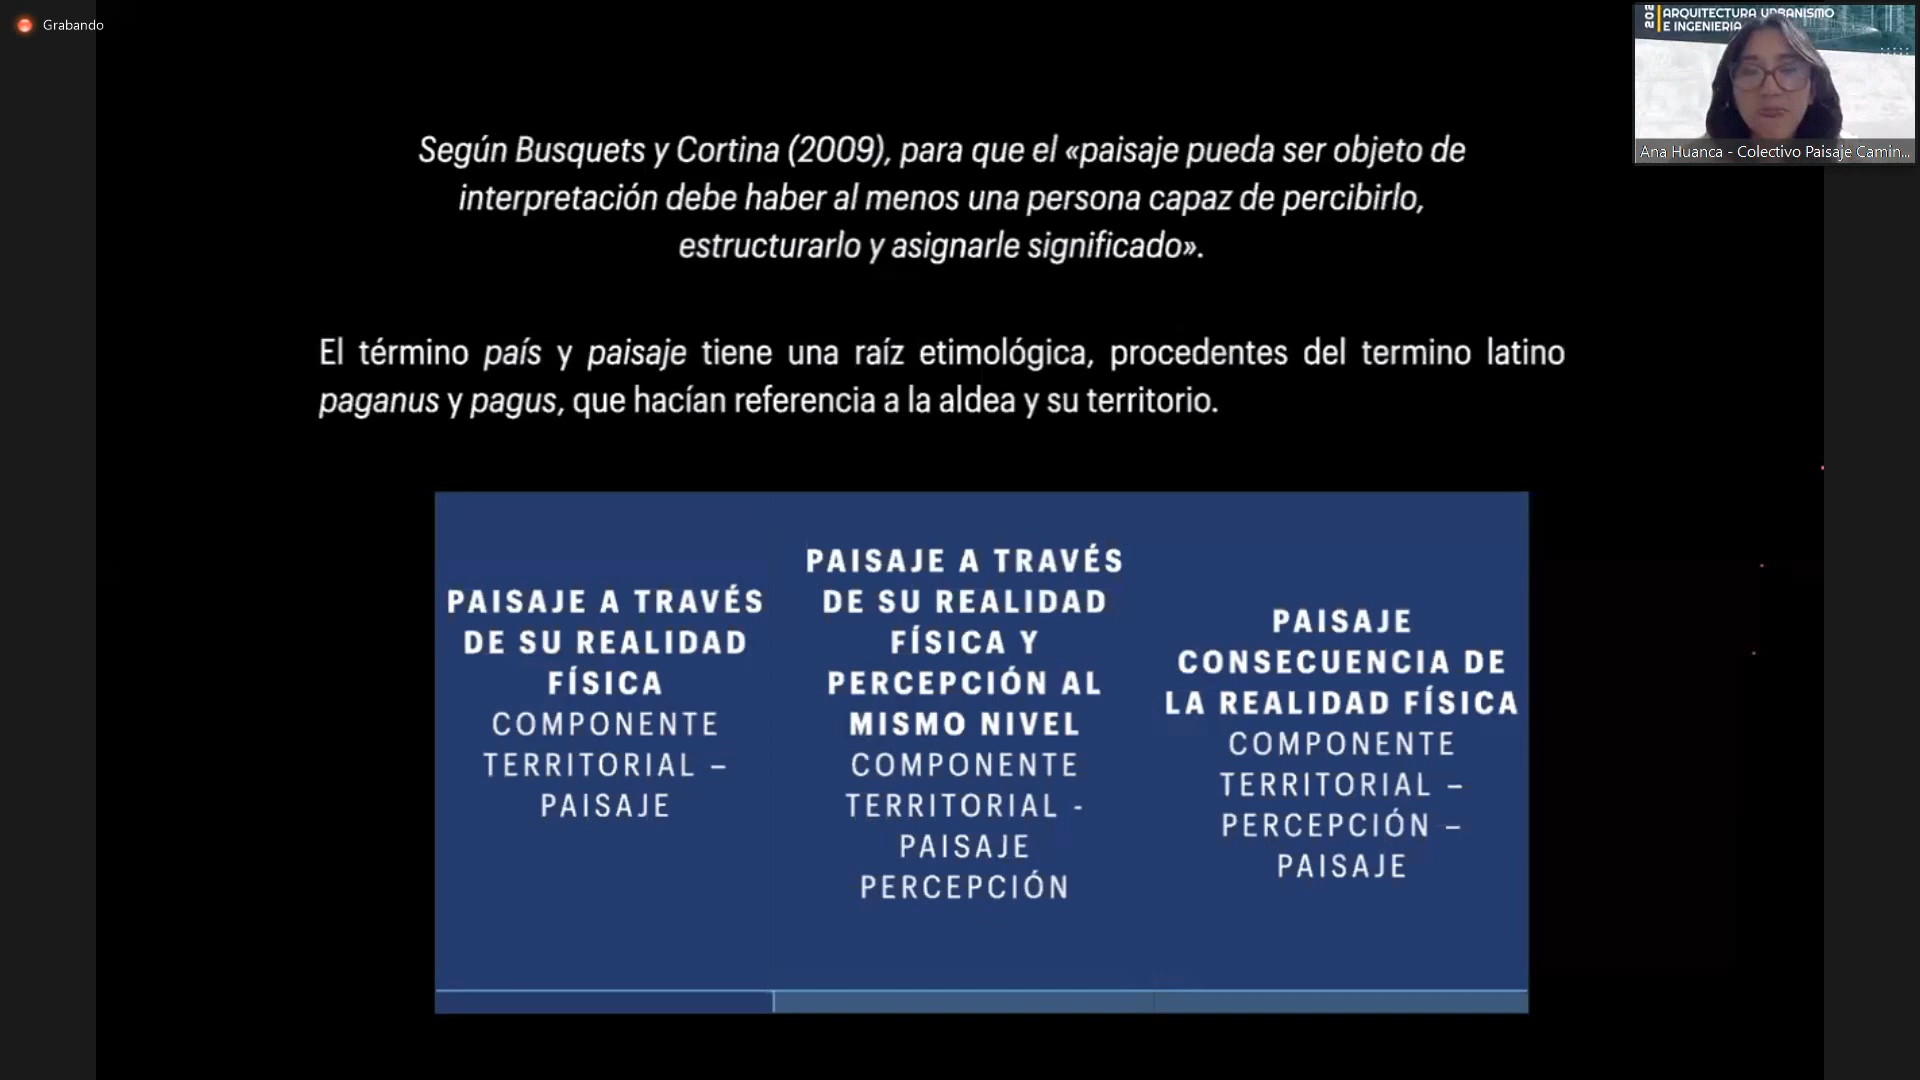 Grabando
202
ARQUITECTURA URBANISMO
E INGENIERIA
Ana Huanca - Colectivo Paisaje Camin...
Según Busquets y Cortina (2009), para que el «paisaje pueda ser objeto de
interpretación debe haber al menos una persona capaz de percibirlo,
estructurarlo y asignarle significado».
El término país y paisaje tiene una raíz etimológica, procedentes del termino latino
paganus y pagus, que hacían referencia a la aldea y su territorio.
PAISAJE A TRAVÉS
DE SU REALIDAD
FÍSICA
COMPONENTE
TERRITORIAL –
PAISAJE
PAISAJE A TRAVÉS
DE SU REALIDAD
FÍSICA Y
PERCEPCIÓN AL
MISMO NIVEL
COMPONENTE
TERRITORIAL -
PAISAJE
PERCEPCIÓN
PAISAJE
CONSECUENCIA DE
LA REALIDAD FÍSICA
COMPONENTE
TERRITORIAL –
PERCEPCIÓN –
PAISAJE